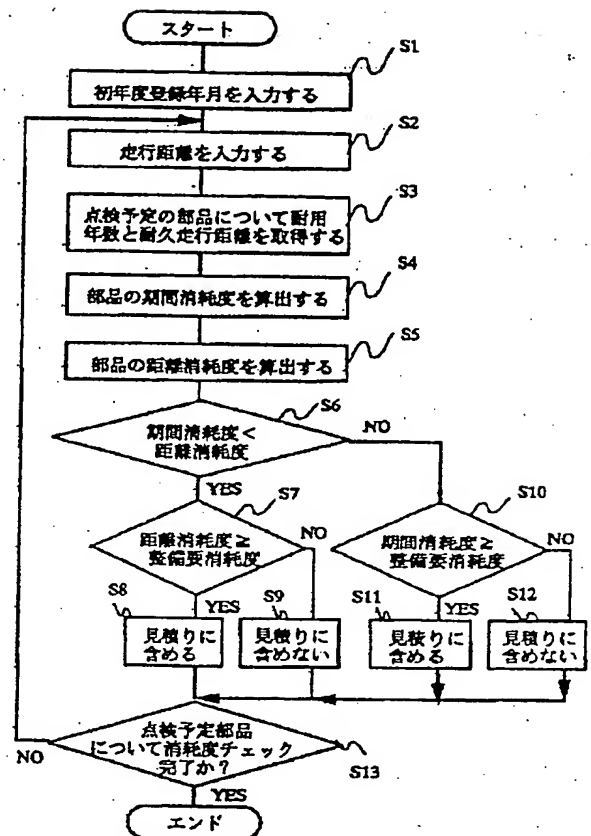 スタート
S1
初年度登録年月を入力する
S2
走行距離を入力する
S3
点検予定の部品について耐用
年数と耐久走行距離を取得する
S4
部品の期間消耗度を算出する
S5
部品の距離消耗度を算出する
S6
期間消耗度<
距離消耗度
NO
YES
S7
距離消耗度≥
整備要消耗度
NO
S10
期間消耗度≥
整備要消耗度
NO
S8
YES
見積りに
含める
S9
見積りに
含めない
S11
YES
見積りに
含める
S12
見積りに
含めない
点検予定部品
について消耗度チェック
完了か?
NO
S13
YES
エンド